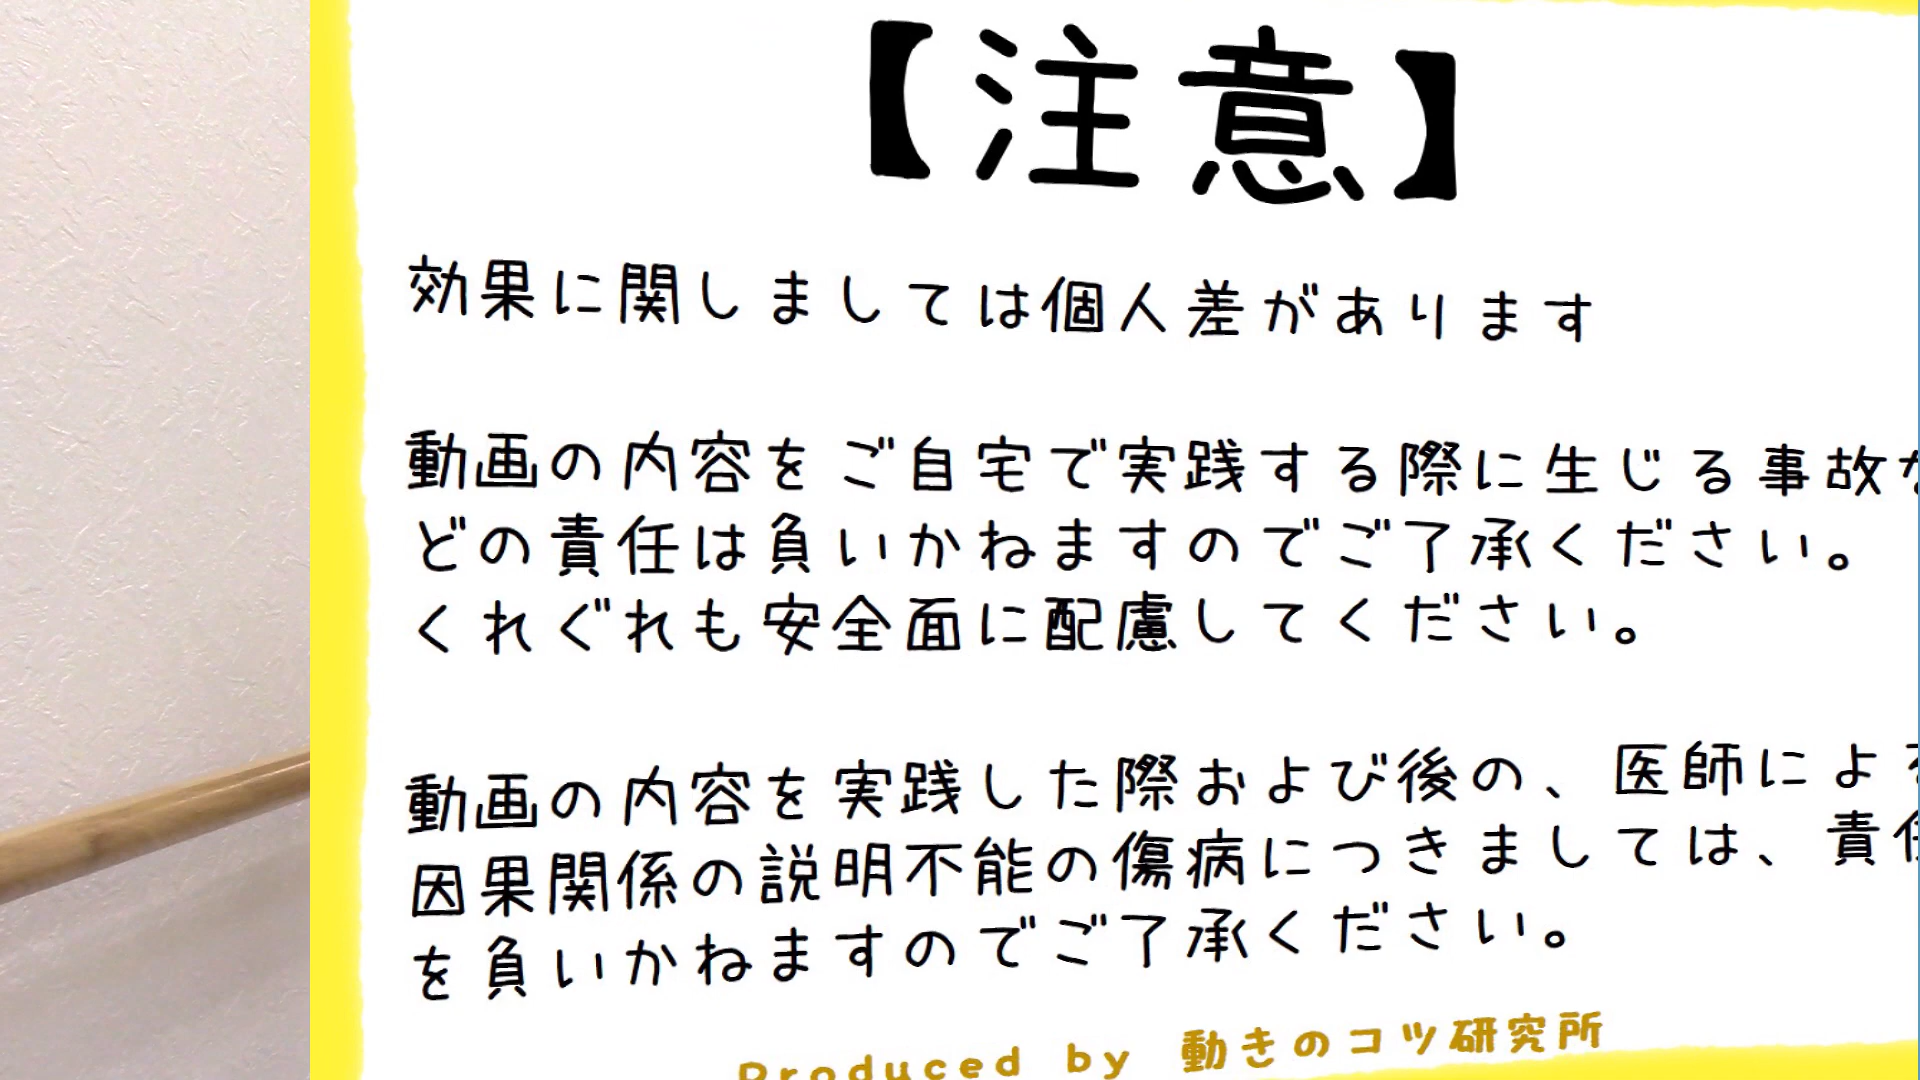 【注意】
効果に関しましては個人差があります
動画の内容をご自宅で実践する際に生じる事故な
どの責任は負いかねますのでご了承ください。
くれぐれも安全面に配慮してください。
動画の内容を実践した際および後の、医師による
因果関係の説明不能の傷病につきましては、責任
を負いかねますのでご了承ください。
Produced by 動きのコツ研究所